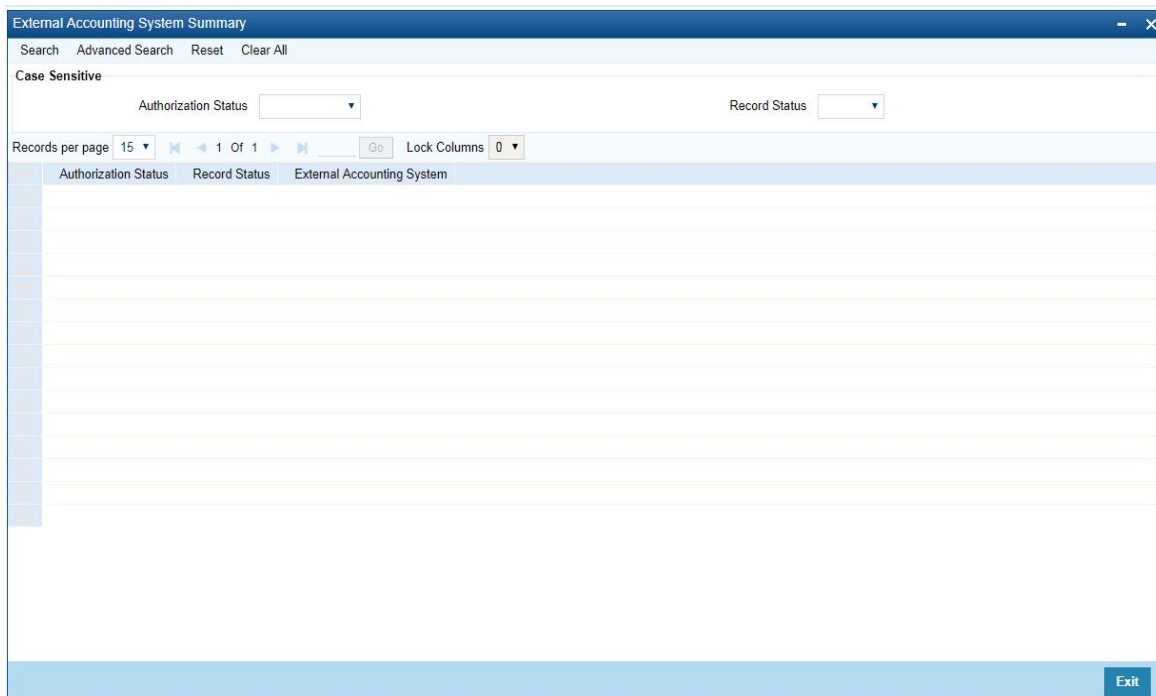 External Accounting System Summary
Search Advanced Search Reset Clear All
Case Sensitive
Authorization Status Record Status
Records per page 15 1 Of 1 Go Lock Columns 0
Authorization Status Record Status External Accounting System
Exit